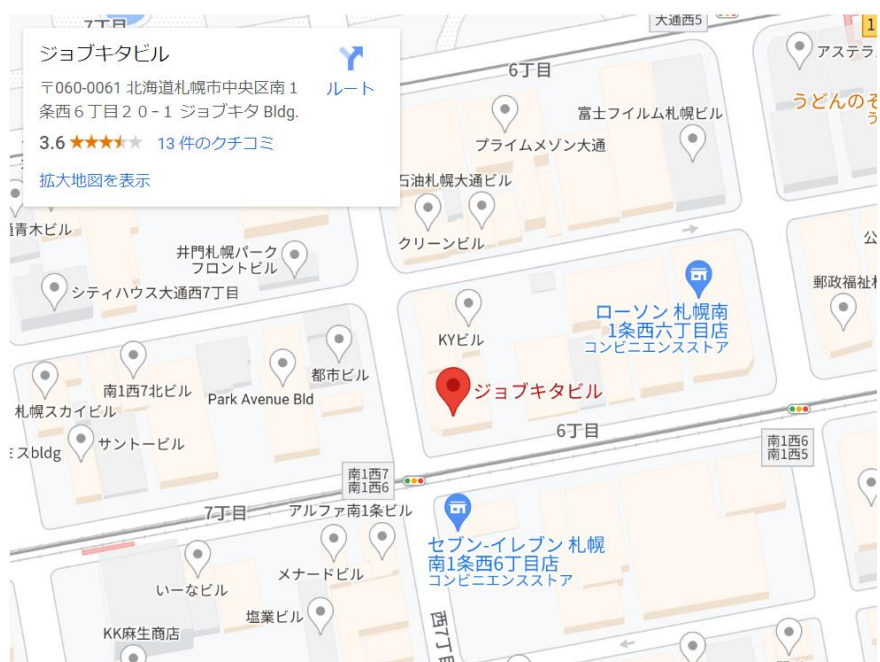 ジョブキタビル
〒060-0061 北海道札幌市中央区南1
条西6丁目20-1 ジョブキタ Bldg.
ルート
3.6
13 件のクチコミ
拡大地図を表示
7丁目
大通西5
1
アステラ
6丁目
富士フイルム札幌ビル
うどんのそ
う
プライムメゾン大通
石油札幌大通ビル
青木ビル
クリーンビル
公
井門札幌パーク
フロントビル
シティハウス大通西7丁目
ローソン 札幌南
1条西六丁目店
コンビニエンスストア
郵政福祉札
KYビル
都市ビル
南1西7北ビル
Park Avenue Bld
ジョブキタビル
札幌スカイビル
サントービル
ミスbldg
6丁目
南1西6
南1西5
南1西7
南1西6
7丁目
アルファ南1条ビル
セブン-イレブン 札幌
南1条西6丁目店
コンビニエンスストア
メナードビル
いーなビル
塩業ビル
西7丁目
KK麻生商店